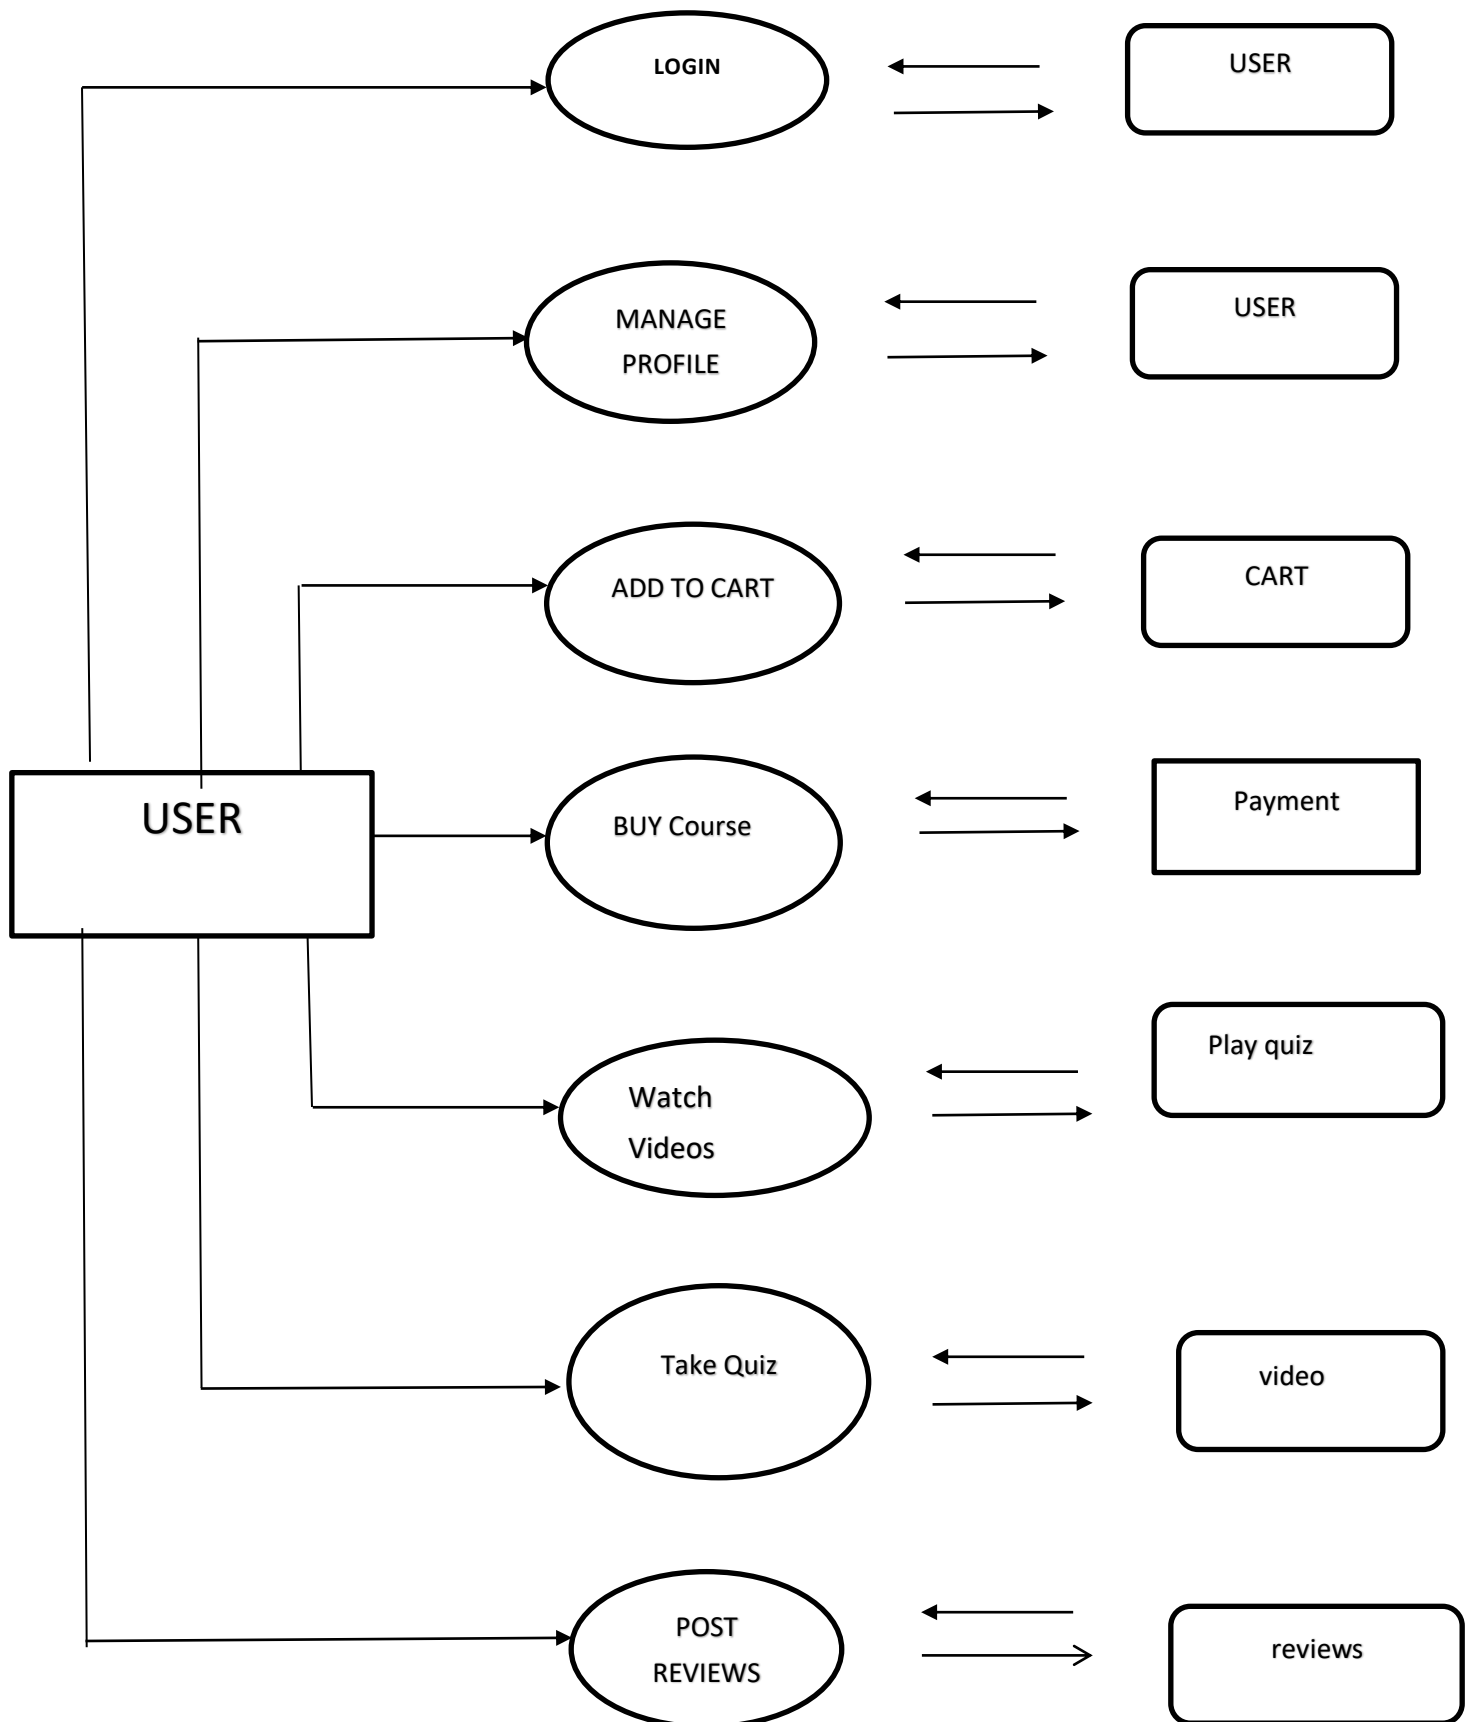 LOGIN
USER
MANAGE
PROFILE
USER
ADD TO CART
CART
USER
BUY Course
Payment
Watch
Videos
Play quiz
Take Quiz
video
POST
REVIEWS
reviews